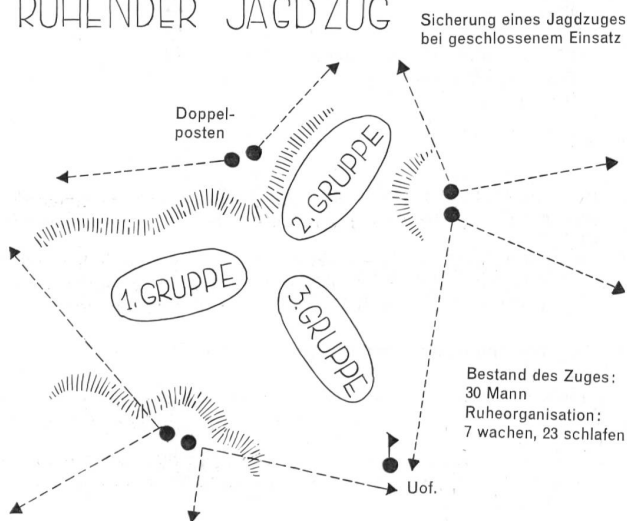 RUHENDER JAGDZUG
Sicherung eines Jagdzuges
bei geschlossenem Einsatz
Doppel-
posten
2. GRUPPE
1. GRUPPE
3. GRUPPE
Bestand des Zuges:
30 Mann
Ruheorganisation:
7 wachen, 23 schlafen
Uof.